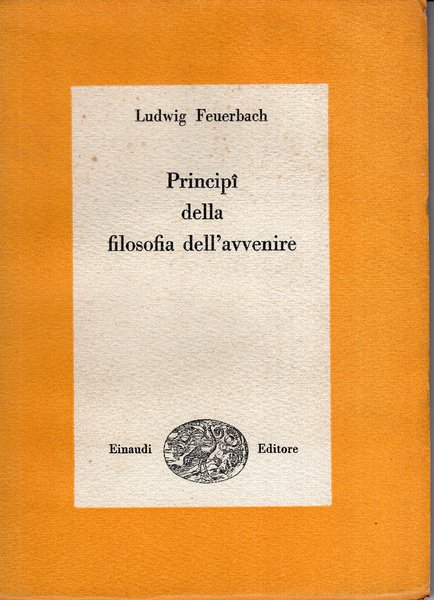 Ludwig Feuerbach
Principî
della
filosofia dell'avvenire
Einaudi Editore